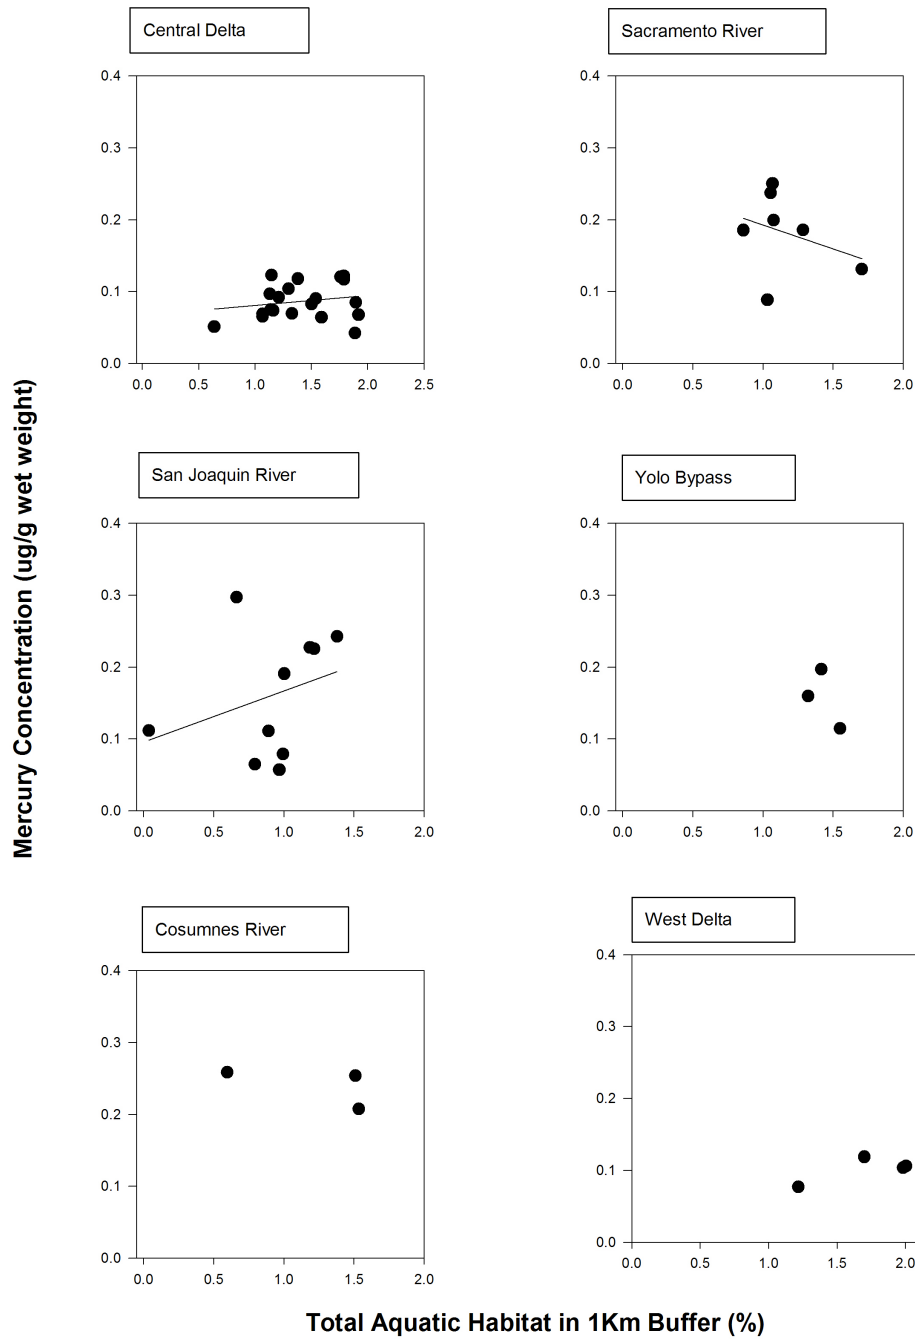 Central Delta
Sacramento River
0.4
0.3
0.2
0.1
0.0
0.0 0.5 1.0 1.5 2.0 2.5
0.4
0.3
0.2
0.1
0.0
0.0 0.5 1.0 1.5 2.0
San Joaquin River
Yolo Bypass
0.4
0.3
0.2
0.1
0.0
0.0 0.5 1.0 1.5 2.0
0.4
0.3
0.2
0.1
0.0
0.0 0.5 1.0 1.5 2.0
Cosumnes River
West Delta
0.4
0.3
0.2
0.1
0.0
0.0 0.5 1.0 1.5 2.0
0.4
0.3
0.2
0.1
0.0
0.0 0.5 1.0 1.5 2.0
Mercury Concentration (ug/g wet weight)
Total Aquatic Habitat in 1Km Buffer (%)